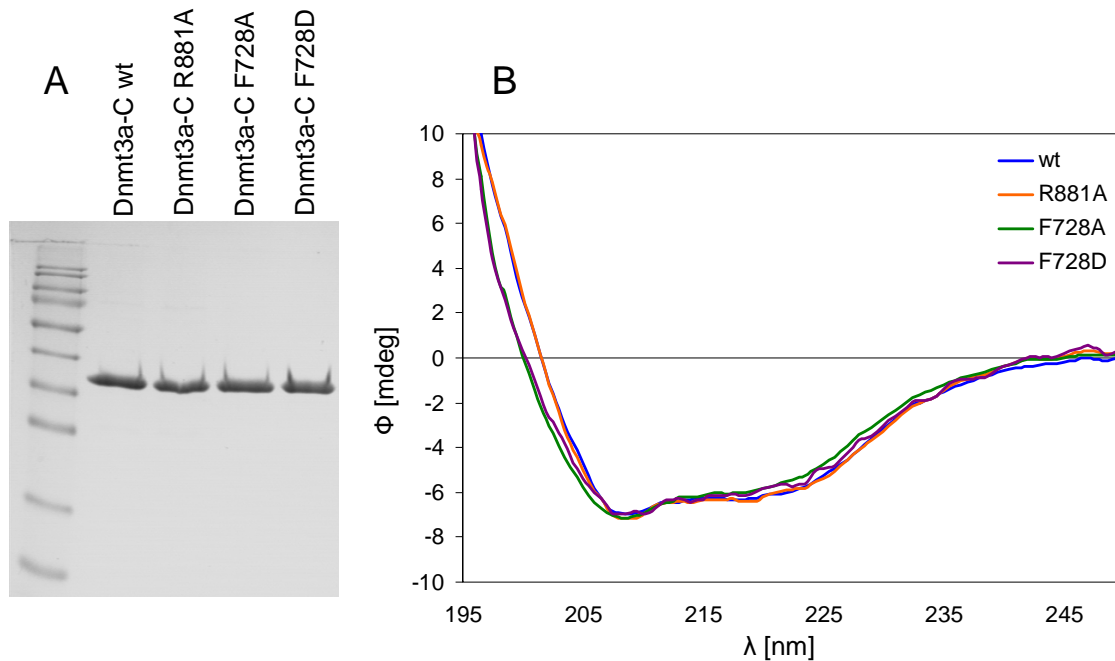 A
Dnmt3a-C wt
Dnmt3a-C R881A
Dnmt3a-C F728A
Dnmt3a-C F728D
B
10
8
6
4
2
0
-2
-4
-6
-8
-10
Φ [mdeg]
wt
R881A
F728A
F728D
195
205
215
225
235
245
λ [nm]